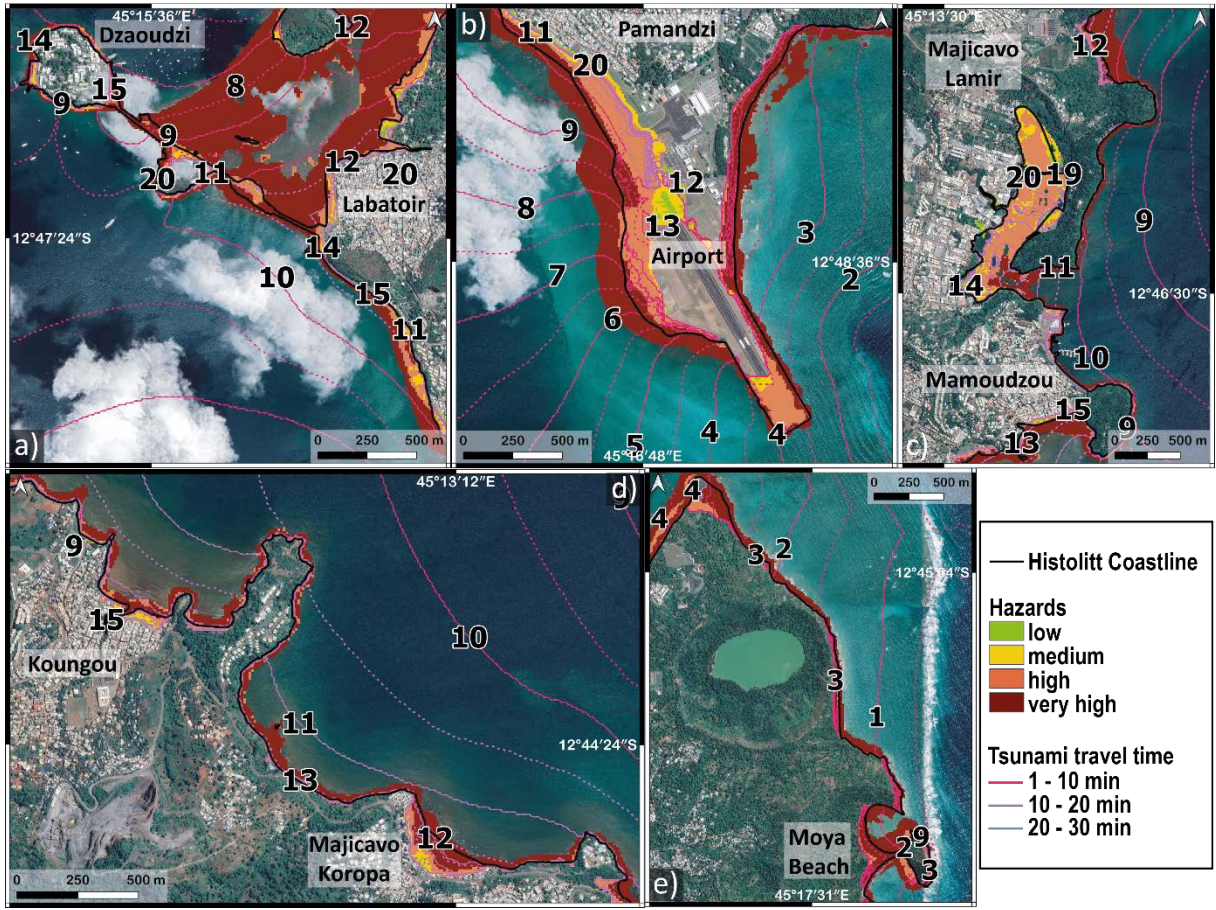 45°15′36″E
Dzaoudzi
12
14
8
15
9
9
12
20
11
20
Labatoir
12°47′24″S
14
10
15
11
0 250 500 m
a)
b)
Pamandzi
11
20
9
12
8
13
3
Airport
12°48′36″S
7
2
6
5
4
4
0 250 500 m
45°16′48″E
45°13′30″E
Majicavo
Lamir
12
c)
20
19
9
11
14
12°46′30″S
10
Mamoudzou
15
9
13
0 250 500 m
45°13′12″E
d)
9
9
10
15
Koungou
11
12°44′24″S
13
12
Majicavo
Koropa
0 250 500 m
4
0 250 500 m
4
3
2
3
1
Moya
Beach
9
2
3
e)
45°17′31″E
Histolitt Coastline
Hazards
low
medium
high
very high
Tsunami travel time
1 - 10 min
10 - 20 min
20 - 30 min